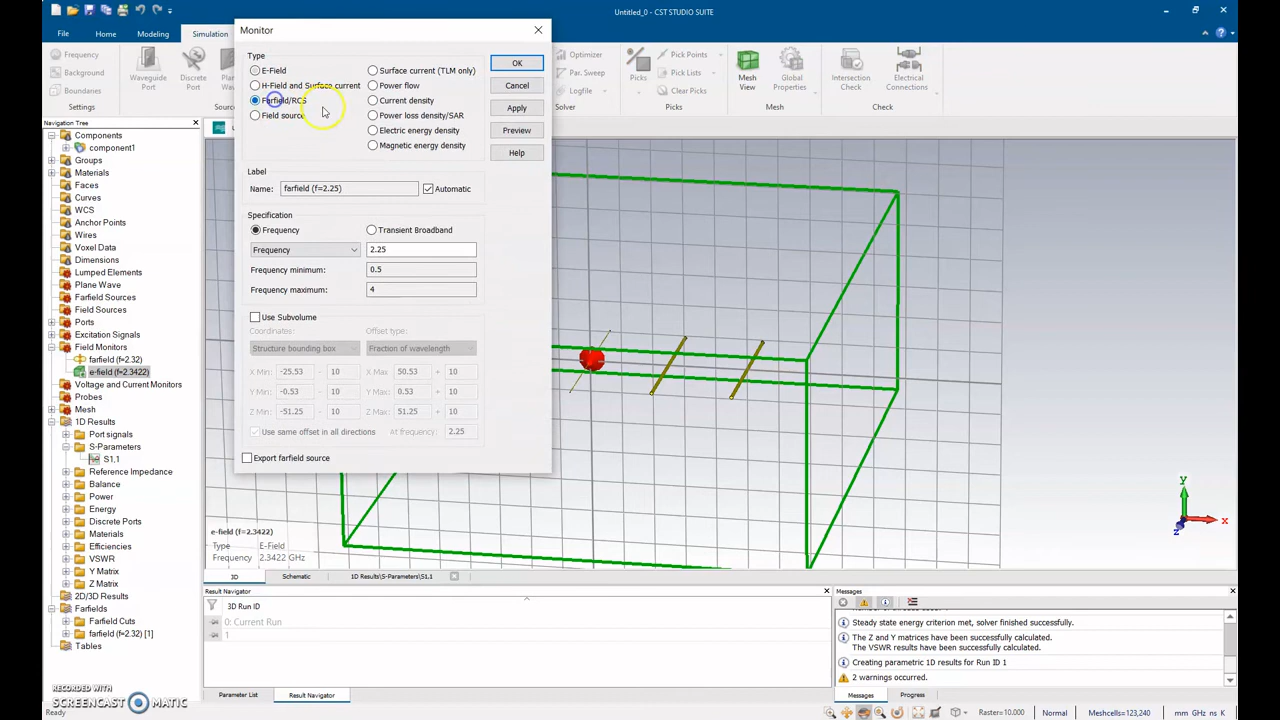 Untitled_0 - CST STUDIO SUITE
File
Home
Modeling
Simulation
Frequency
Background
Boundaries
Settings
Waveguide
Port
Discrete
Port
Optimizer
Par. Sweep
Logfile
Solver
Picks
Pick Points
Pick Lists
Clear Picks
Picks
Mesh
View
Global
Properties
Mesh
Intersection
Check
Electrical
Connections
Check
Monitor
Type
E-Field
H-Field and Surface current
Farfield/RCS
Field source
Surface current (TLM only)
Power flow
Current density
Power loss density/SAR
Electric energy density
Magnetic energy density
OK
Cancel
Apply
Preview
Help
Label
Name: farfield (f=2.25) Automatic
Specification
Frequency Transient Broadband
Frequency 2.25
Frequency minimum: 0.5
Frequency maximum: 4
Use Subvolume
Coordinates: Offset type:
Structure bounding box Fraction of wavelength
X Min: -25.53 - 10 X Max: 50.53 + 10
Y Min: -0.53 - 10 Y Max: 0.53 + 10
Z Min: -51.25 - 10 Z Max: 51.25 + 10
Use same offset in all directions At frequency: 2.25
Export farfield source
Navigation Tree
Components
component1
Groups
Materials
Faces
Curves
WCS
Anchor Points
Wires
Voxel Data
Dimensions
Lumped Elements
Plane Wave
Farfield Sources
Field Sources
Ports
Excitation Signals
Field Monitors
farfield (f=2.32)
e-field (f=2.3422)
Voltage and Current Monitors
Probes
Mesh
1D Results
Port signals
S-Parameters
S1,1
Reference Impedance
Balance
Power
Energy
Discrete Ports
Materials
Efficiencies
VSWR
Y Matrix
Z Matrix
2D/3D Results
Farfields
Farfield Cuts
farfield (f=2.32) [1]
Tables
e-field (f=2.3422)
Type E-Field
Frequency 2.3422 GHz
y
x
z
3D
Schematic
1D Results\S-Parameters\S1,1
Result Navigator
3D Run ID
0: Current Run
1
Parameter List
Result Navigator
Messages
Steady state energy criterion met, solver finished successfully.
The Z and Y matrices have been successfully calculated.
The VSWR results have been successfully calculated.
Creating parametric 1D results for Run ID 1
2 warnings occurred.
Messages
Progress
RECORDED WITH
SCREENCAST MATIC
Ready
Raster=10.000
Normal
Meshcells=123,240
mm GHz ns K